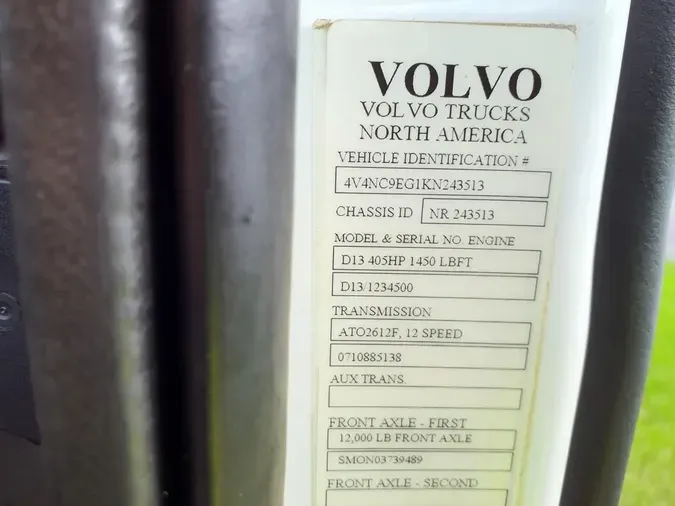 VOLVO
VOLVO TRUCKS
NORTH AMERICA
VEHICLE IDENTIFICATION #
4V4NC9EG1KN243513
CHASSIS ID NR 243513
MODEL & SERIAL NO. ENGINE
D13 405HP 1450 LBFT
D13/1234500
TRANSMISSION
ATO2612F, 12 SPEED
0710885138
AUX TRANS.
FRONT AXLE - FIRST
12,000 LB FRONT AXLE
SMON03739489
FRONT AXLE - SECOND